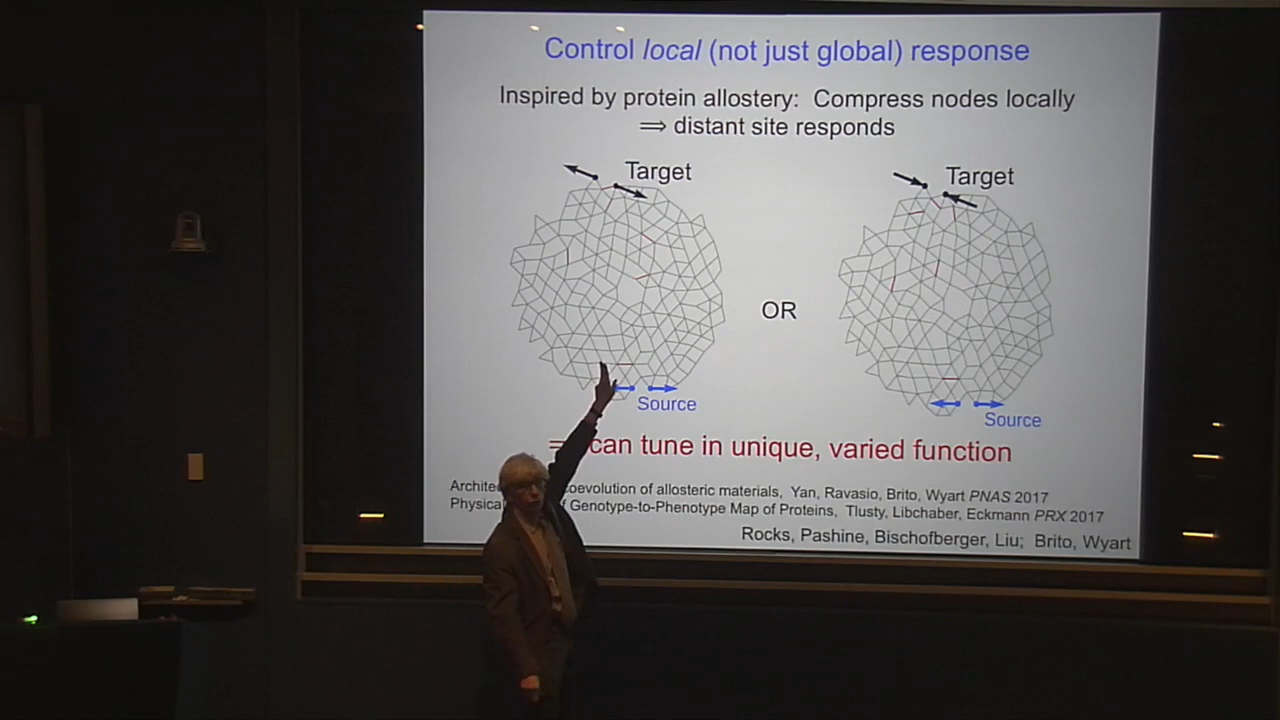 Control local (not just global) response
Inspired by protein allostery: Compress nodes locally
⟹ distant site responds
Target
Target
OR
Source
Source
can tune in unique, varied function
coevolution of allosteric materials, Yan, Ravasio, Brito, Wyart PNAS 2017
Physical of Genotype-to-Phenotype Map of Proteins, Tlusty, Libchaber, Eckmann PRX 2017
Rocks, Pashine, Bischofberger, Liu; Brito, Wyart